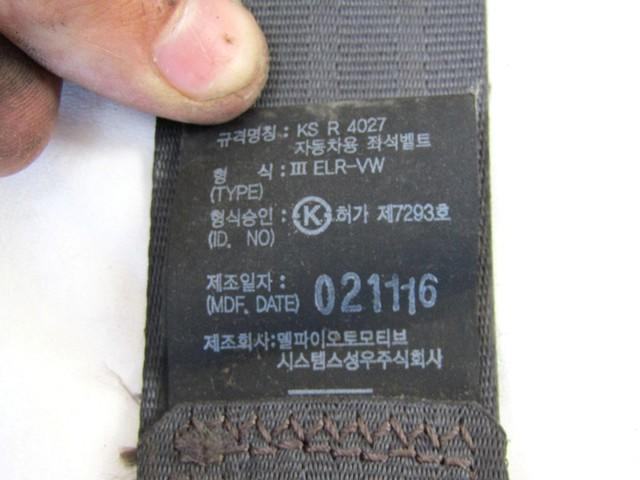 규격명칭 : KS R 4027
자동차용 좌석벨트
형 식 : III ELR-VW
(TYPE)
형식승인 : K 허가 제7293호
(ID. NO)
제조일자 :
(MDF. DATE) 021116
제조회사:델파이오토모티브
시스템스성우주식회사